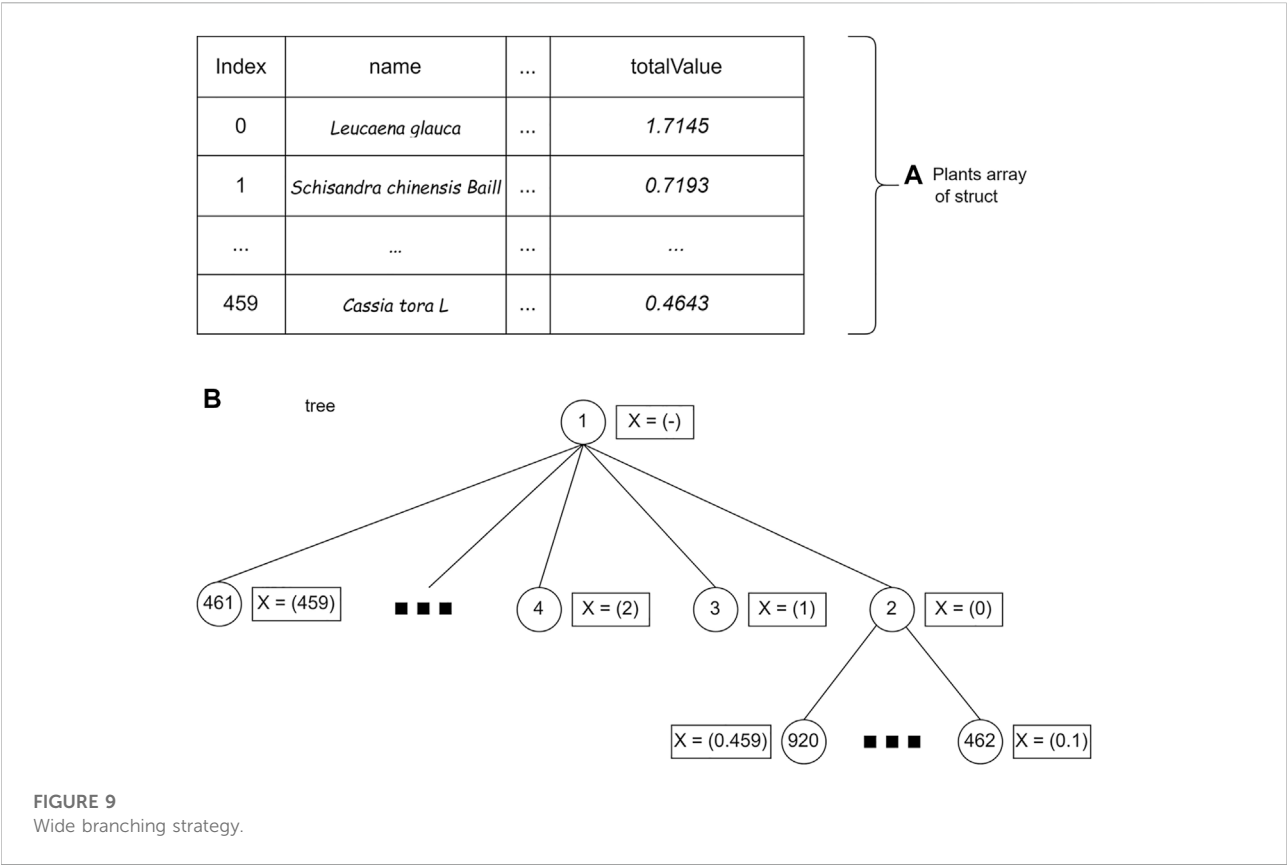 Index name ... totalValue
0 Leucaena glauca ... 1.7145
1 Schisandra chinensis Baill ... 0.7193
... ... ... ...
459 Cassia tora L ... 0.4643
A Plants array
of struct
B tree
1 X = (-)
461 X = (459) 4 X = (2) 3 X = (1) 2 X = (0)
X = (0.459) 920 462 X = (0.1)
FIGURE 9
Wide branching strategy.